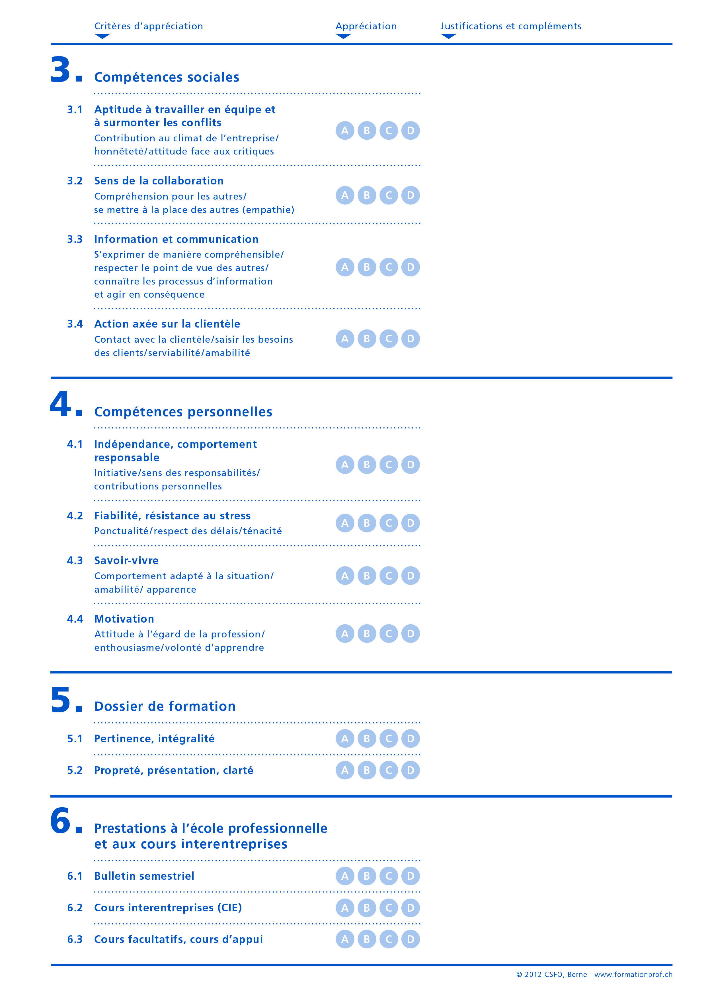 Critères d’appréciation Appréciation Justifications et compléments
3. Compétences sociales
3.1 Aptitude à travailler en équipe et
à surmonter les conflits
Contribution au climat de l’entreprise/
honnêteté/attitude face aux critiques
A B C D
3.2 Sens de la collaboration
Compréhension pour les autres/
se mettre à la place des autres (empathie)
A B C D
3.3 Information et communication
S’exprimer de manière compréhensible/
respecter le point de vue des autres/
connaître les processus d’information
et agir en conséquence
A B C D
3.4 Action axée sur la clientèle
Contact avec la clientèle/saisir les besoins
des clients/serviabilité/amabilité
A B C D
4. Compétences personnelles
4.1 Indépendance, comportement
responsable
Initiative/sens des responsabilités/
contributions personnelles
A B C D
4.2 Fiabilité, résistance au stress
Ponctualité/respect des délais/ténacité
A B C D
4.3 Savoir-vivre
Comportement adapté à la situation/
amabilité/ apparence
A B C D
4.4 Motivation
Attitude à l’égard de la profession/
enthousiasme/volonté d’apprendre
A B C D
5. Dossier de formation
5.1 Pertinence, intégralité A B C D
5.2 Propreté, présentation, clarté A B C D
6. Prestations à l’école professionnelle
et aux cours interentreprises
6.1 Bulletin semestriel A B C D
6.2 Cours interentreprises (CIE) A B C D
6.3 Cours facultatifs, cours d’appui A B C D
© 2012 CSFO, Berne www.formationprof.ch